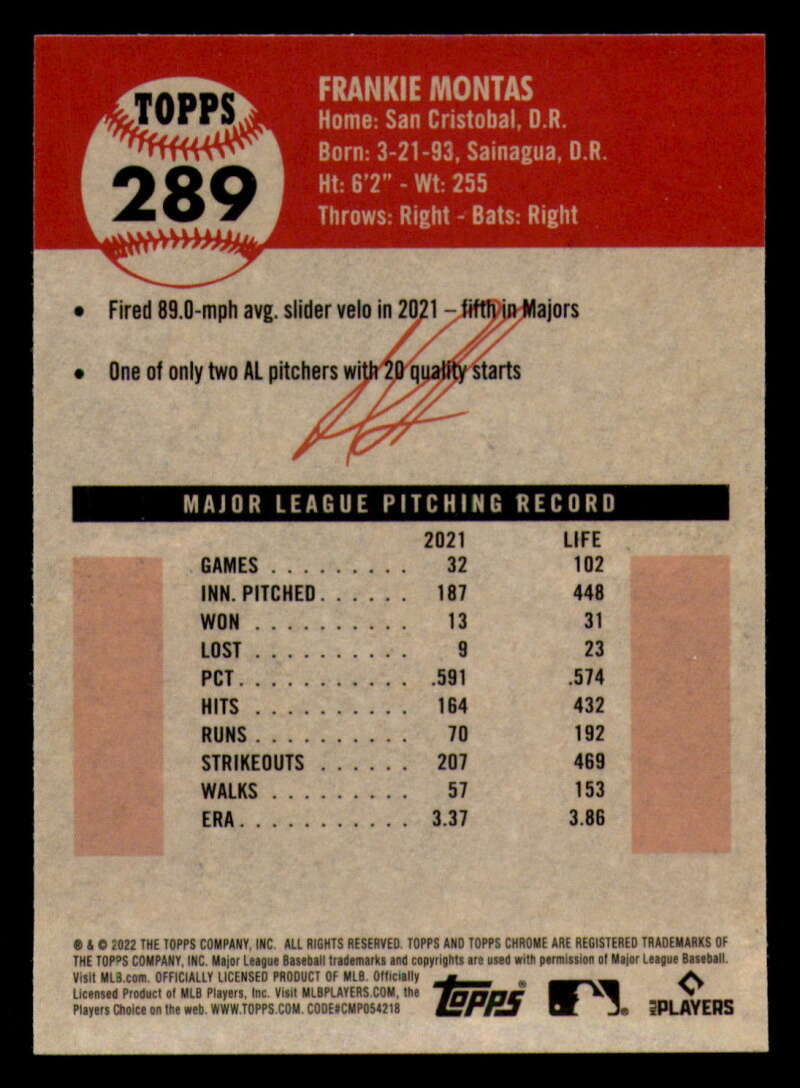 TOPPS
289
FRANKIE MONTAS
Home: San Cristobal, D.R.
Born: 3-21-93, Sainagua, D.R.
Ht: 6'2" - Wt: 255
Throws: Right - Bats: Right
• Fired 89.0-mph avg. slider velo in 2021 – fifth in Majors
• One of only two AL pitchers with 20 quality starts
MAJOR LEAGUE PITCHING RECORD
2021 LIFE
GAMES . . . . . . . . . 32 102
INN. PITCHED. . . . . . 187 448
WON . . . . . . . . . . 13 31
LOST . . . . . . . . . . 9 23
PCT. . . . . . . . . . . .591 .574
HITS . . . . . . . . . . 164 432
RUNS . . . . . . . . . . 70 192
STRIKEOUTS . . . . . . 207 469
WALKS . . . . . . . . . 57 153
ERA. . . . . . . . . . . 3.37 3.86
® & © 2022 THE TOPPS COMPANY, INC. ALL RIGHTS RESERVED. TOPPS AND TOPPS CHROME ARE REGISTERED TRADEMARKS OF
THE TOPPS COMPANY, INC. Major League Baseball trademarks and copyrights are used with permission of Major League Baseball.
Visit MLB.com. OFFICIALLY LICENSED PRODUCT OF MLB. Officially
Licensed Product of MLB Players, Inc. Visit MLBPLAYERS.COM, the
Players Choice on the web. WWW.TOPPS.COM. CODE#CMP054218
Topps®
MLB PLAYERS